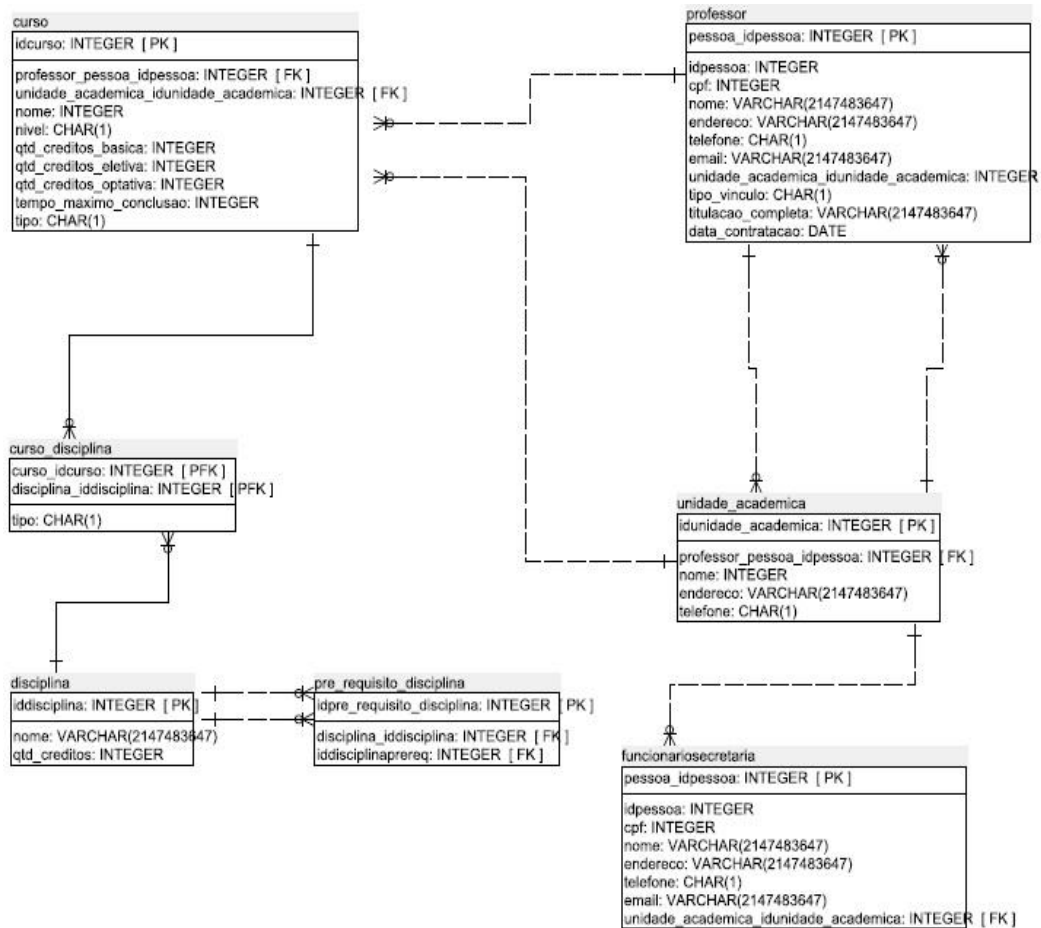 curso
idcurso: INTEGER [ PK ]
professor_pessoa_idpessoa: INTEGER [ FK ]
unidade_academica_idunidade_academica: INTEGER [ FK ]
nome: INTEGER
nivel: CHAR(1)
qtd_creditos_basica: INTEGER
qtd_creditos_eletiva: INTEGER
qtd_creditos_optativa: INTEGER
tempo_maximo_conclusao: INTEGER
tipo: CHAR(1)
professor
pessoa_idpessoa: INTEGER [ PK ]
idpessoa: INTEGER
cpf: INTEGER
nome: VARCHAR(2147483647)
endereco: VARCHAR(2147483647)
telefone: CHAR(1)
email: VARCHAR(2147483647)
unidade_academica_idunidade_academica: INTEGER
tipo_vinculo: CHAR(1)
titulacao_completa: VARCHAR(2147483647)
data_contratacao: DATE
curso_disciplina
curso_idcurso: INTEGER [ PFK ]
disciplina_iddisciplina: INTEGER [ PFK ]
tipo: CHAR(1)
unidade_academica
idunidade_academica: INTEGER [ PK ]
professor_pessoa_idpessoa: INTEGER [ FK ]
nome: INTEGER
endereco: VARCHAR(2147483647)
telefone: CHAR(1)
disciplina
iddisciplina: INTEGER [ PK ]
nome: VARCHAR(2147483647)
qtd_creditos: INTEGER
pre_requisito_disciplina
idpre_requisito_disciplina: INTEGER [ PK ]
disciplina_iddisciplina: INTEGER [ FK ]
iddisciplinaprereq: INTEGER [ FK ]
funcionariosecretaria
pessoa_idpessoa: INTEGER [ PK ]
idpessoa: INTEGER
cpf: INTEGER
nome: VARCHAR(2147483647)
endereco: VARCHAR(2147483647)
telefone: CHAR(1)
email: VARCHAR(2147483647)
unidade_academica_idunidade_academica: INTEGER [ FK ]